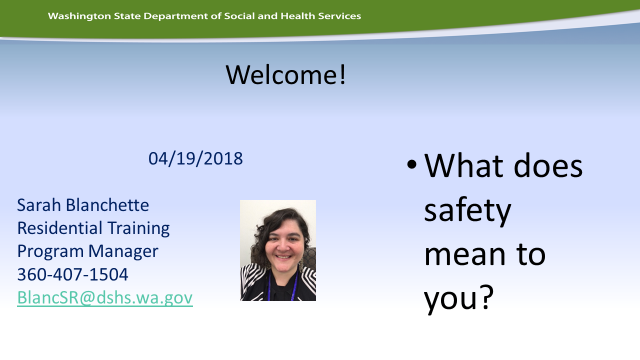 Washington State Department of Social and Health Services
Welcome!
04/19/2018
Sarah Blanchette
Residential Training
Program Manager
360-407-1504
BlancSR@dshs.wa.gov
• What does
safety
mean to
you?